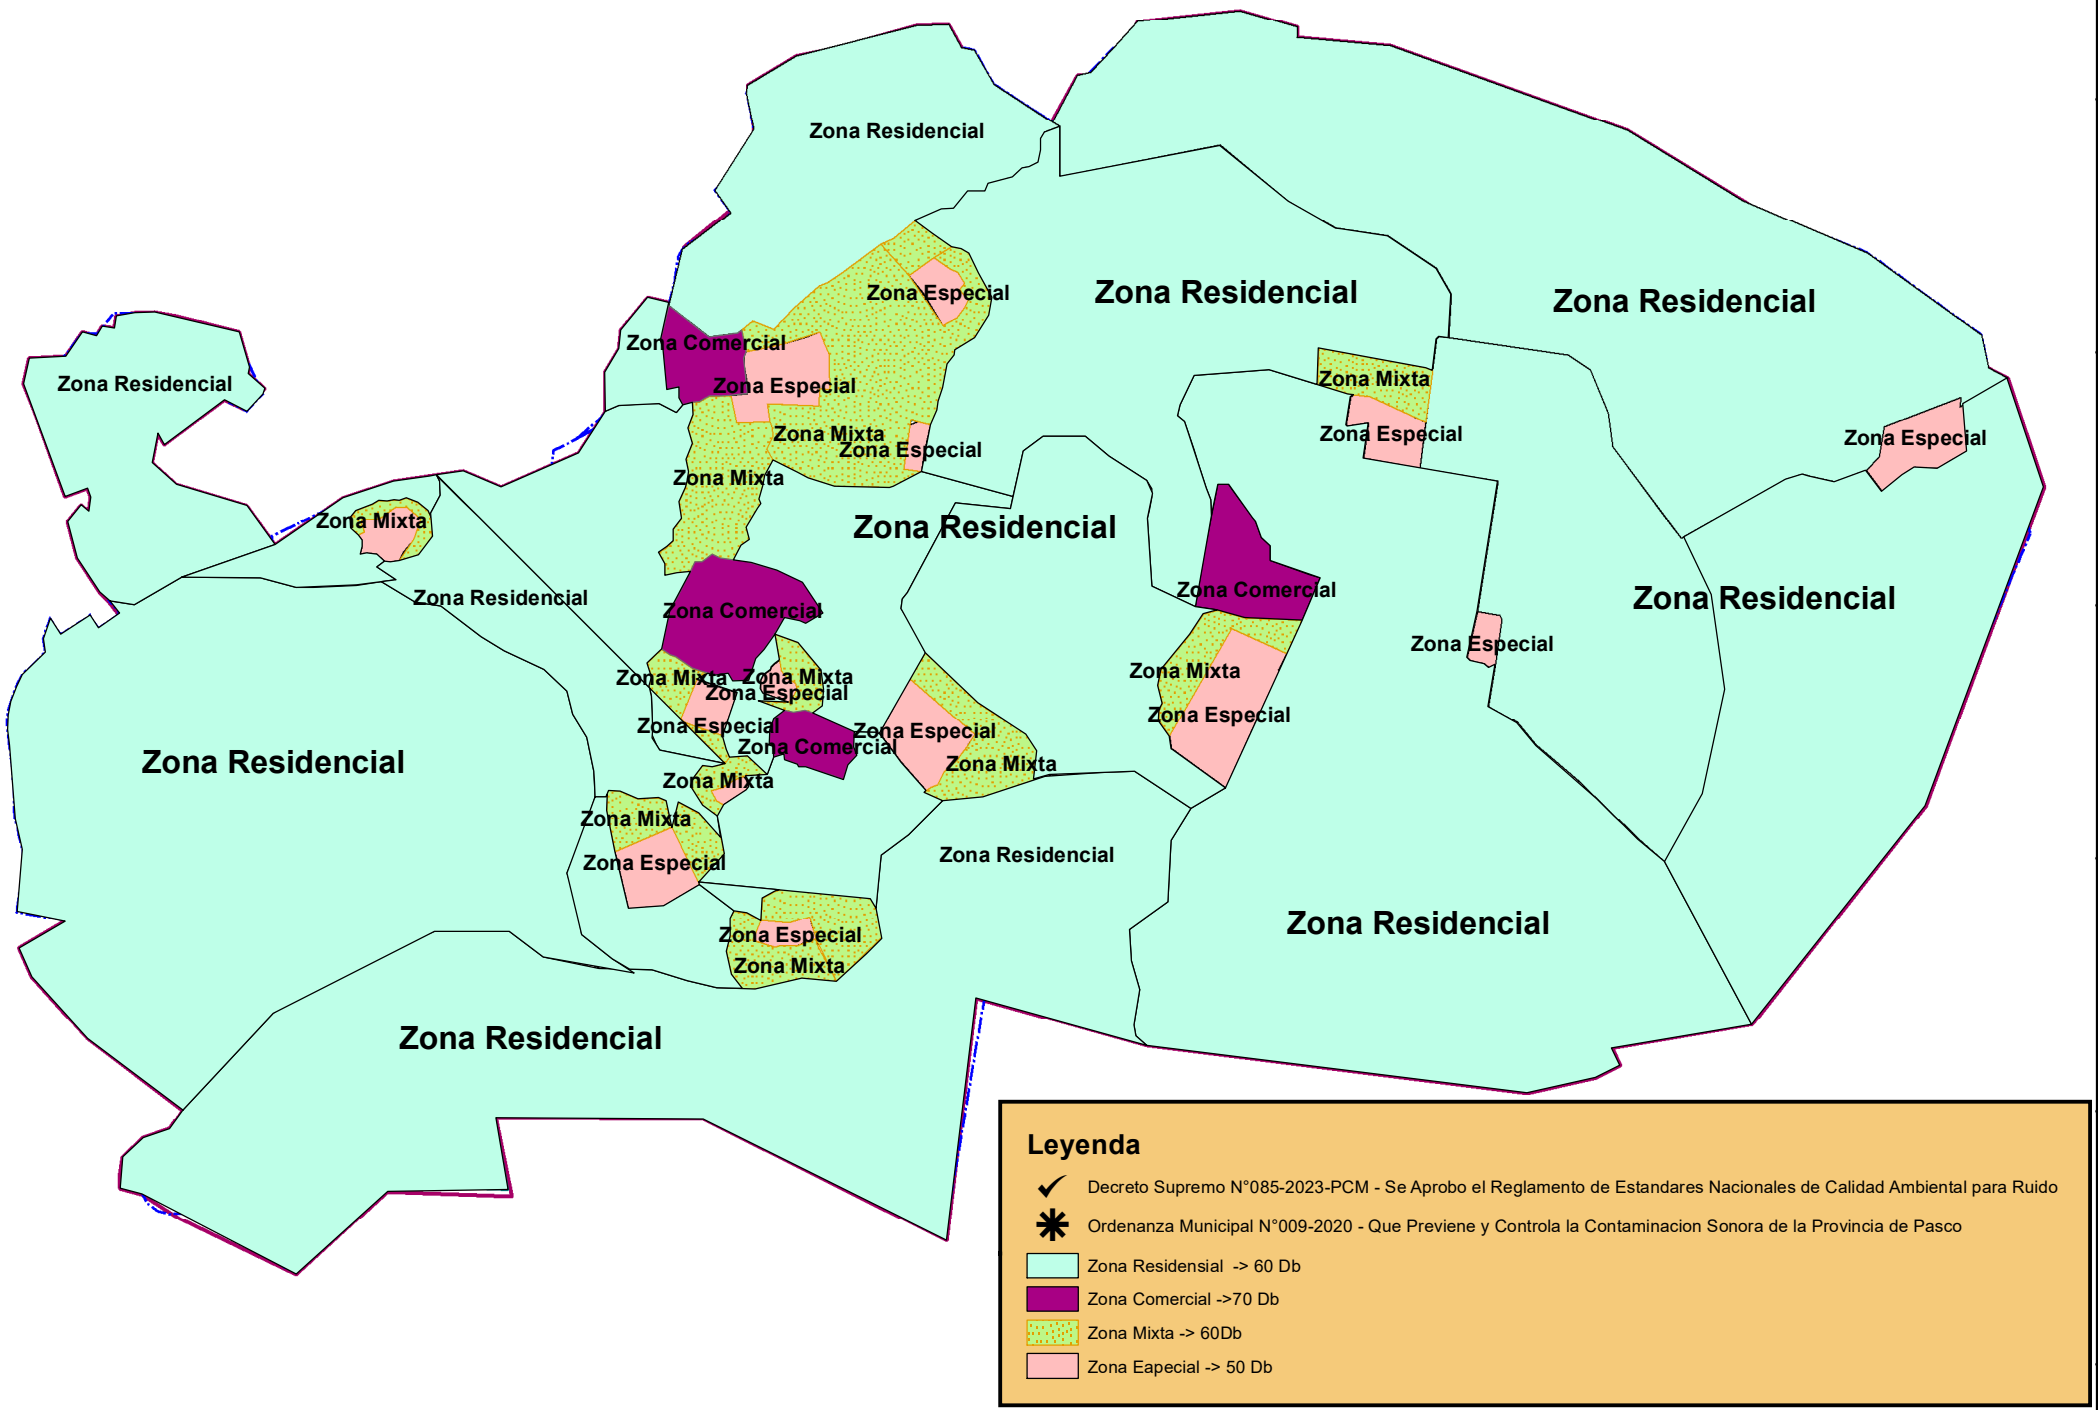 Zona Residencial
Zona Residencial
Zona Especial
Zona Residencial
Zona Comercial
Zona Mixta
Zona Residencial
Zona Especial
Zona Mixta
Zona Especial
Zona Especial
Zona Especial
Zona Mixta
Zona Mixta
Zona Residencial
Zona Comercial
Zona Residencial
Zona Residencial
Zona Comercial
Zona Especial
Zona Mixta
Zona Mixta
Zona Mixta
Zona Especial
Zona Especial
Zona Especial
Zona Especial
Zona Comercial
Zona Residencial
Zona Mixta
Zona Mixta
Zona Mixta
Zona Residencial
Zona Especial
Zona Residencial
Zona Especial
Zona Mixta
Zona Residencial
Leyenda
Decreto Supremo N°085-2023-PCM - Se Aprobo el Reglamento de Estandares Nacionales de Calidad Ambiental para Ruido
Ordenanza Municipal N°009-2020 - Que Previene y Controla la Contaminacion Sonora de la Provincia de Pasco
Zona Residensial -> 60 Db
Zona Comercial ->70 Db
Zona Mixta -> 60Db
Zona Eapecial -> 50 Db